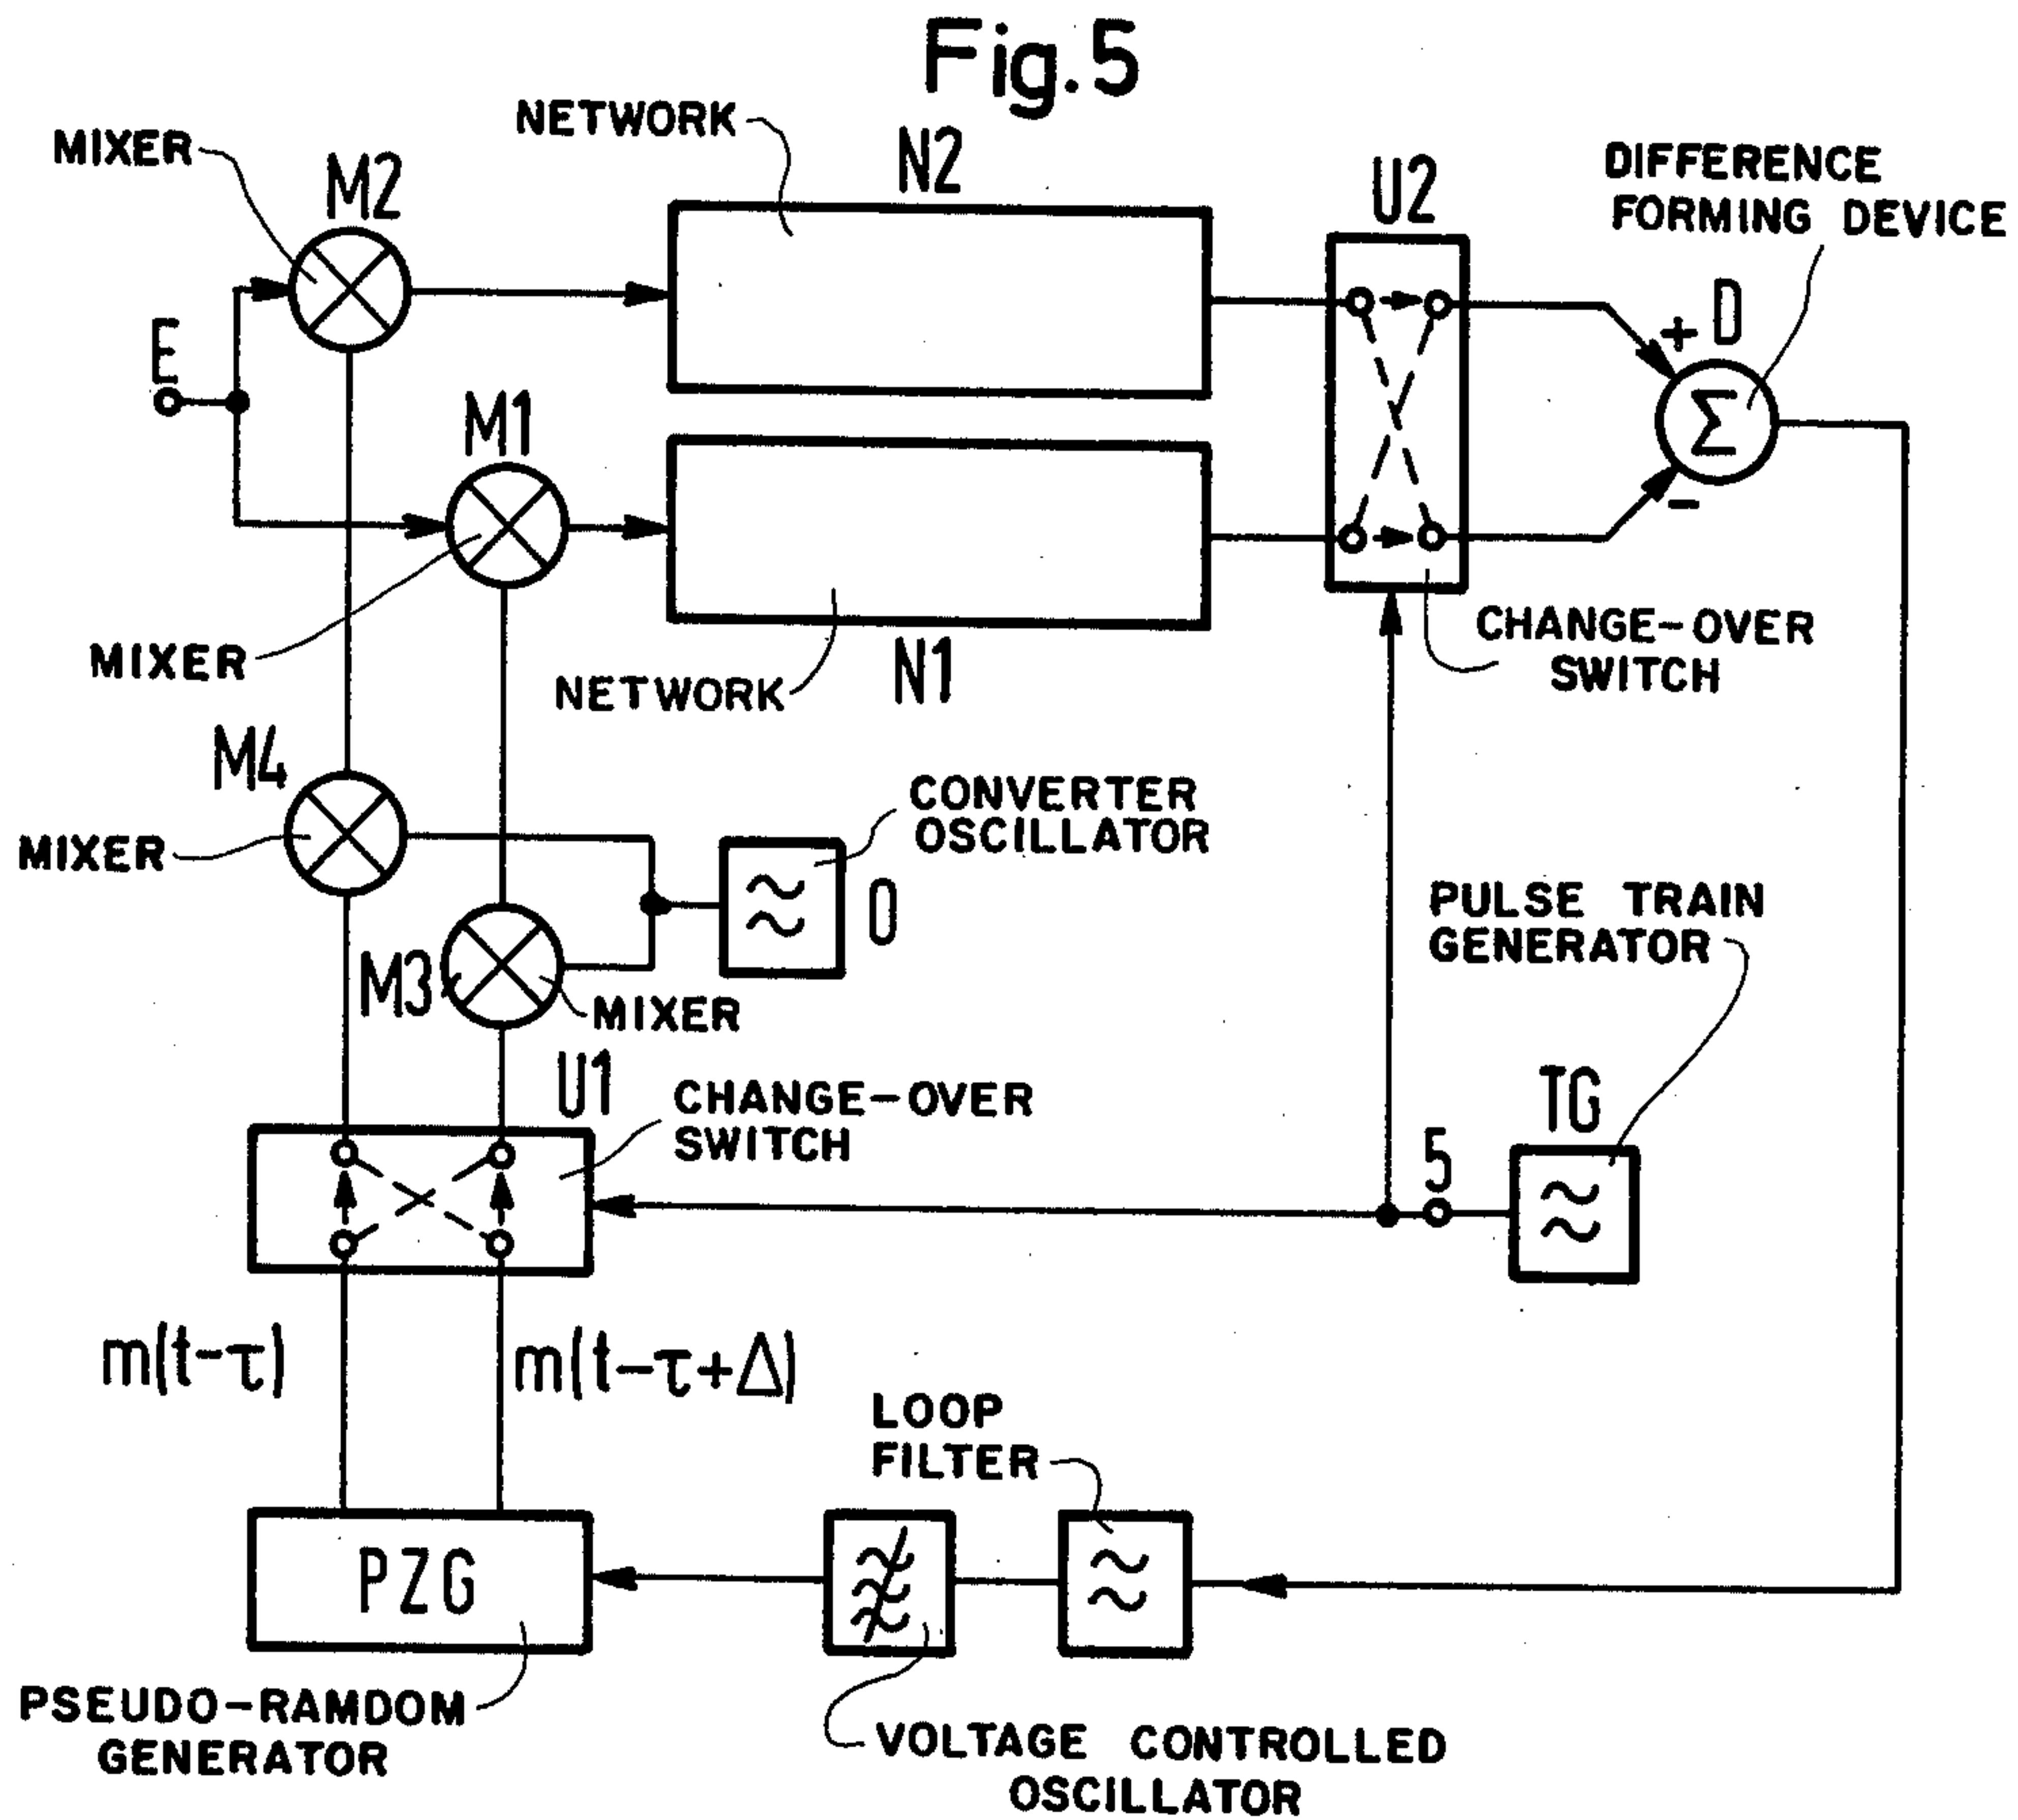 Fig.5
NETWORK
MIXER
M2
N2
U2
DIFFERENCE
FORMING DEVICE
+ D
E
M1
Σ
-
MIXER
NETWORK
N1
CHANGE-OVER
SWITCH
M4
MIXER
CONVERTER
OSCILLATOR
O
PULSE TRAIN
GENERATOR
M3
MIXER
U1
CHANGE-OVER
SWITCH
TG
5
m(t-τ)
m(t-τ+Δ)
LOOP
FILTER
PZG
PSEUDO-RAMDOM
GENERATOR
VOLTAGE CONTROLLED
OSCILLATOR